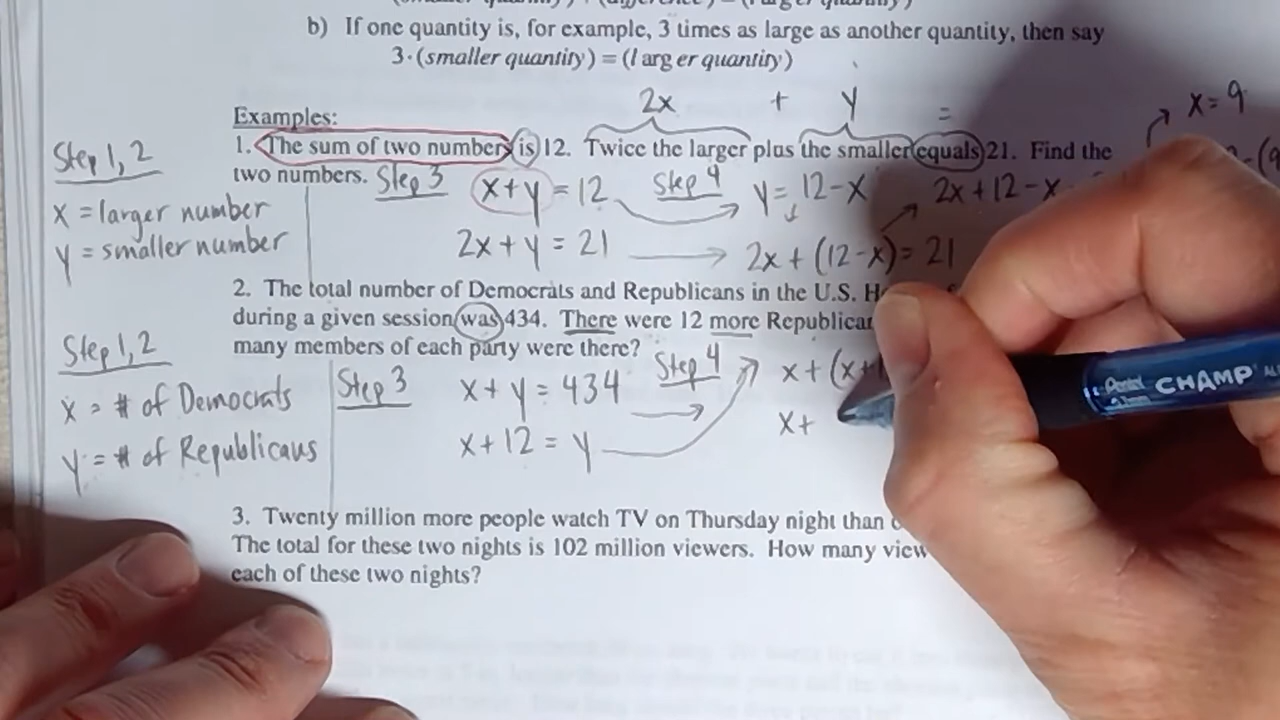 (smaller quantity) + (difference) = (larger quantity)
b) If one quantity is, for example, 3 times as large as another quantity, then say
3·(smaller quantity) = (l arg er quantity)
2x + y =
x = 9
Examples:
1. The sum of two numbers is 12. Twice the larger plus the smaller equals 21. Find the
two numbers.
Step 1, 2
x = larger number
y = smaller number
Step 3
x + y = 12
Step 4
y = 12 - x
2x + 12 - x
2x + y = 21
2x + (12 - x) = 21
2. The total number of Democrats and Republicans in the U.S.
during a given session was 434. There were 12 more
many members of each party were there?
Step 1, 2
x = # of Democrats
y = # of Republicans
Step 3
x + y = 434
Step 4
x + (x +
x + 12 = y
x +
3. Twenty million more people watch TV on Thursday night than
The total for these two nights is 102 million viewers. How many
each of these two nights?
Pentel CHAMP